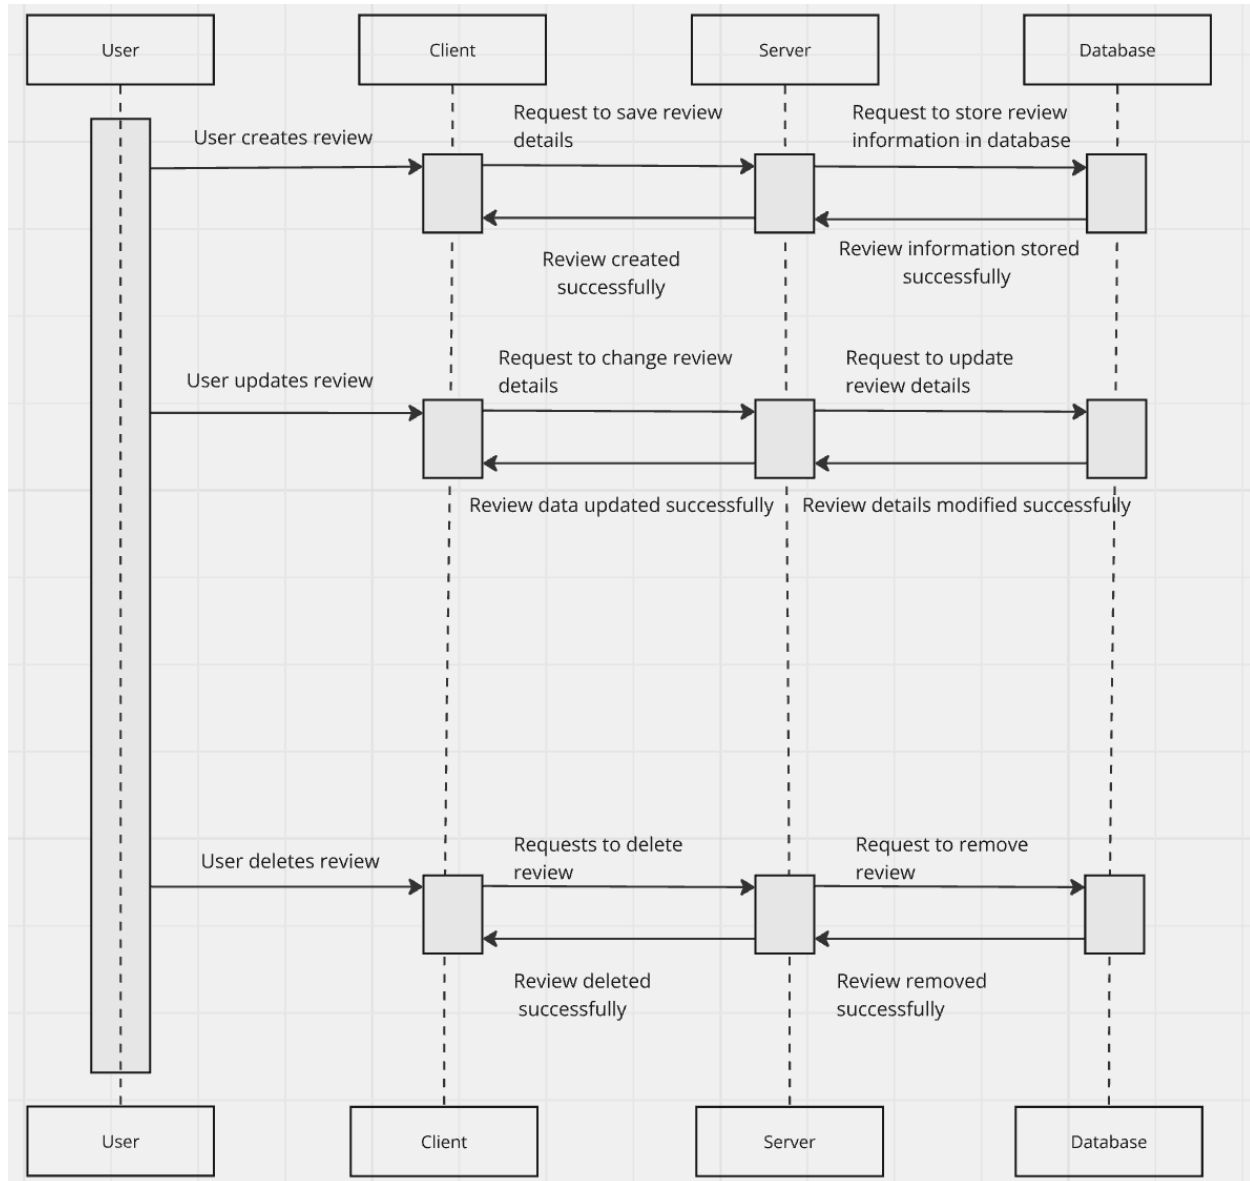 User
Client
Server
Database
User creates review
Request to save review
details
Request to store review
information in database
Review created
successfully
Review information stored
successfully
User updates review
Request to change review
details
Request to update
review details
Review data updated successfully
Review details modified successfully
User deletes review
Requests to delete
review
Request to remove
review
Review deleted
successfully
Review removed
successfully
User
Client
Server
Database